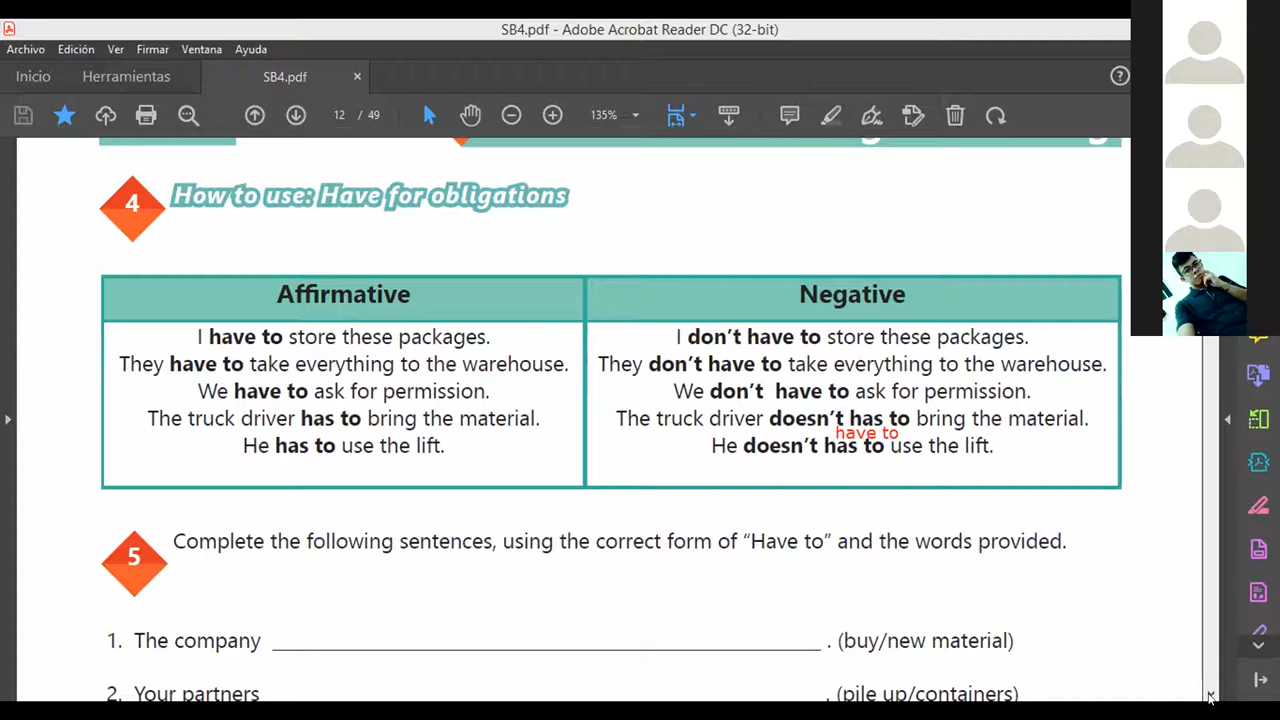 SB4.pdf - Adobe Acrobat Reader DC (32-bit)
Archivo Edición Ver Firmar Ventana Ayuda
Inicio Herramientas SB4.pdf ×
12 / 49 135%
4 How to use: Have for obligations
Affirmative
I have to store these packages.
They have to take everything to the warehouse.
We have to ask for permission.
The truck driver has to bring the material.
He has to use the lift.
Negative
I don't have to store these packages.
They don't have to take everything to the warehouse.
We don't have to ask for permission.
The truck driver doesn't has to bring the material.
have to
He doesn't has to use the lift.
5 Complete the following sentences, using the correct form of “Have to” and the words provided.
1. The company ______________________ . (buy/new material)
2. Your partners . (pile up/containers)